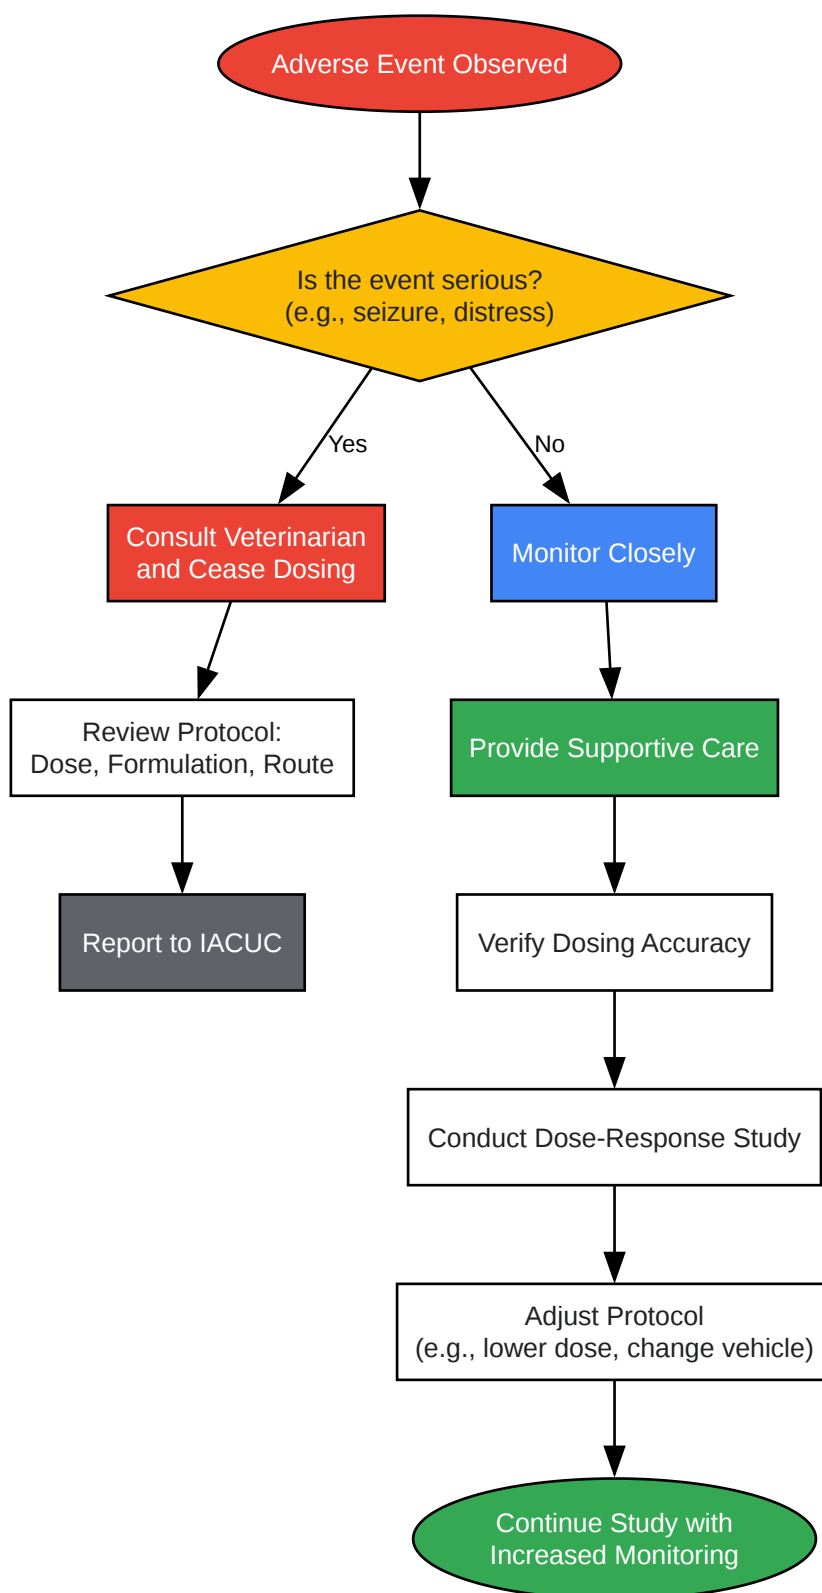 Adverse Event Observed
Is the event serious?
(e.g., seizure, distress)
Yes
No
Consult Veterinarian
and Cease Dosing
Monitor Closely
Review Protocol:
Dose, Formulation, Route
Provide Supportive Care
Report to IACUC
Verify Dosing Accuracy
Conduct Dose-Response Study
Adjust Protocol
(e.g., lower dose, change vehicle)
Continue Study with
Increased Monitoring